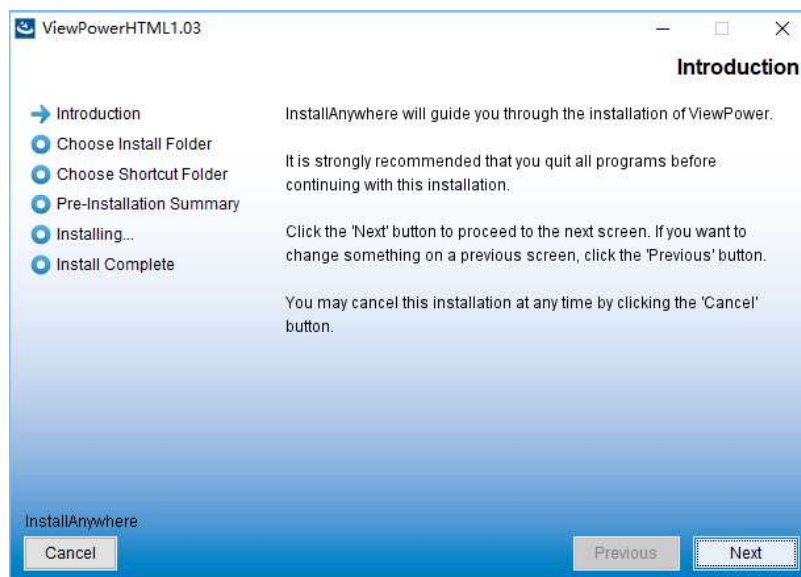 ViewPowerHTML1.03
Introduction
Introduction
Choose Install Folder
Choose Shortcut Folder
Pre-Installation Summary
Installing...
Install Complete
InstallAnywhere will guide you through the installation of ViewPower.
It is strongly recommended that you quit all programs before
continuing with this installation.
Click the 'Next' button to proceed to the next screen. If you want to
change something on a previous screen, click the 'Previous' button.
You may cancel this installation at any time by clicking the 'Cancel'
button.
InstallAnywhere
Cancel
Previous
Next